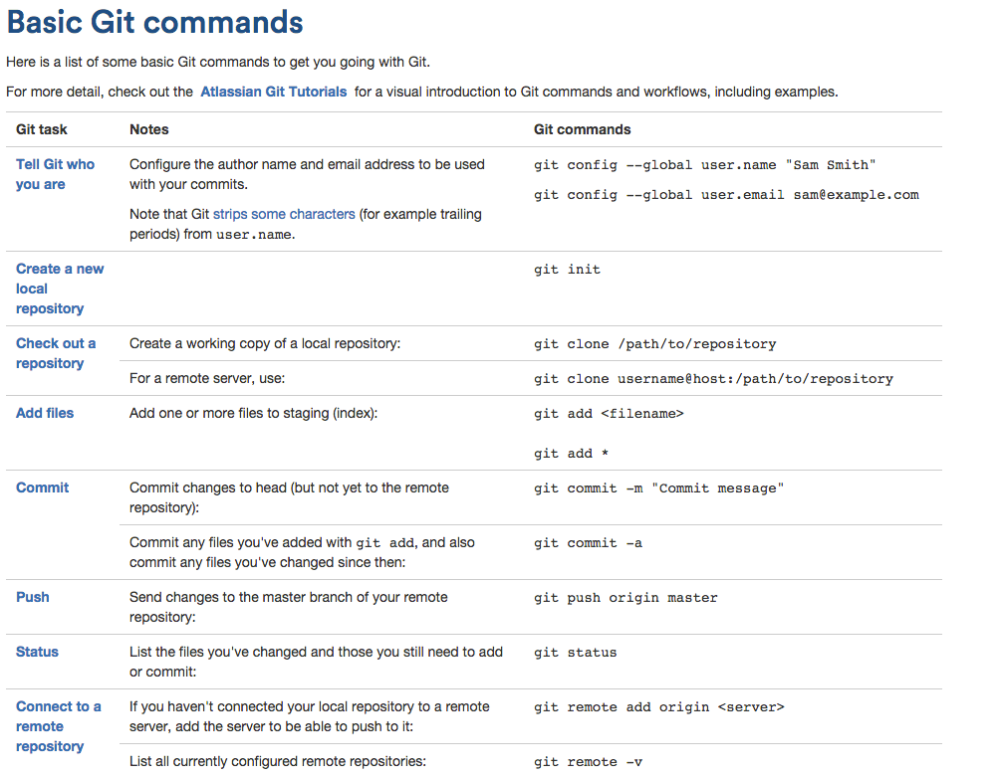 Basic Git commands
Here is a list of some basic Git commands to get you going with Git.
For more detail, check out the Atlassian Git Tutorials for a visual introduction to Git commands and workflows, including examples.
Git task Notes Git commands
Tell Git who
you are
Configure the author name and email address to be used
with your commits.
Note that Git strips some characters (for example trailing
periods) from user.name.
git config --global user.name "Sam Smith"
git config --global user.email sam@example.com
Create a new
local
repository
git init
Check out a
repository
Create a working copy of a local repository:
git clone /path/to/repository
For a remote server, use:
git clone username@host:/path/to/repository
Add files
Add one or more files to staging (index):
git add <filename>
git add *
Commit
Commit changes to head (but not yet to the remote
repository):
git commit -m "Commit message"
Commit any files you've added with git add, and also
commit any files you've changed since then:
git commit -a
Push
Send changes to the master branch of your remote
repository:
git push origin master
Status
List the files you've changed and those you still need to add
or commit:
git status
Connect to a
remote
repository
If you haven't connected your local repository to a remote
server, add the server to be able to push to it:
git remote add origin <server>
List all currently configured remote repositories:
git remote -v